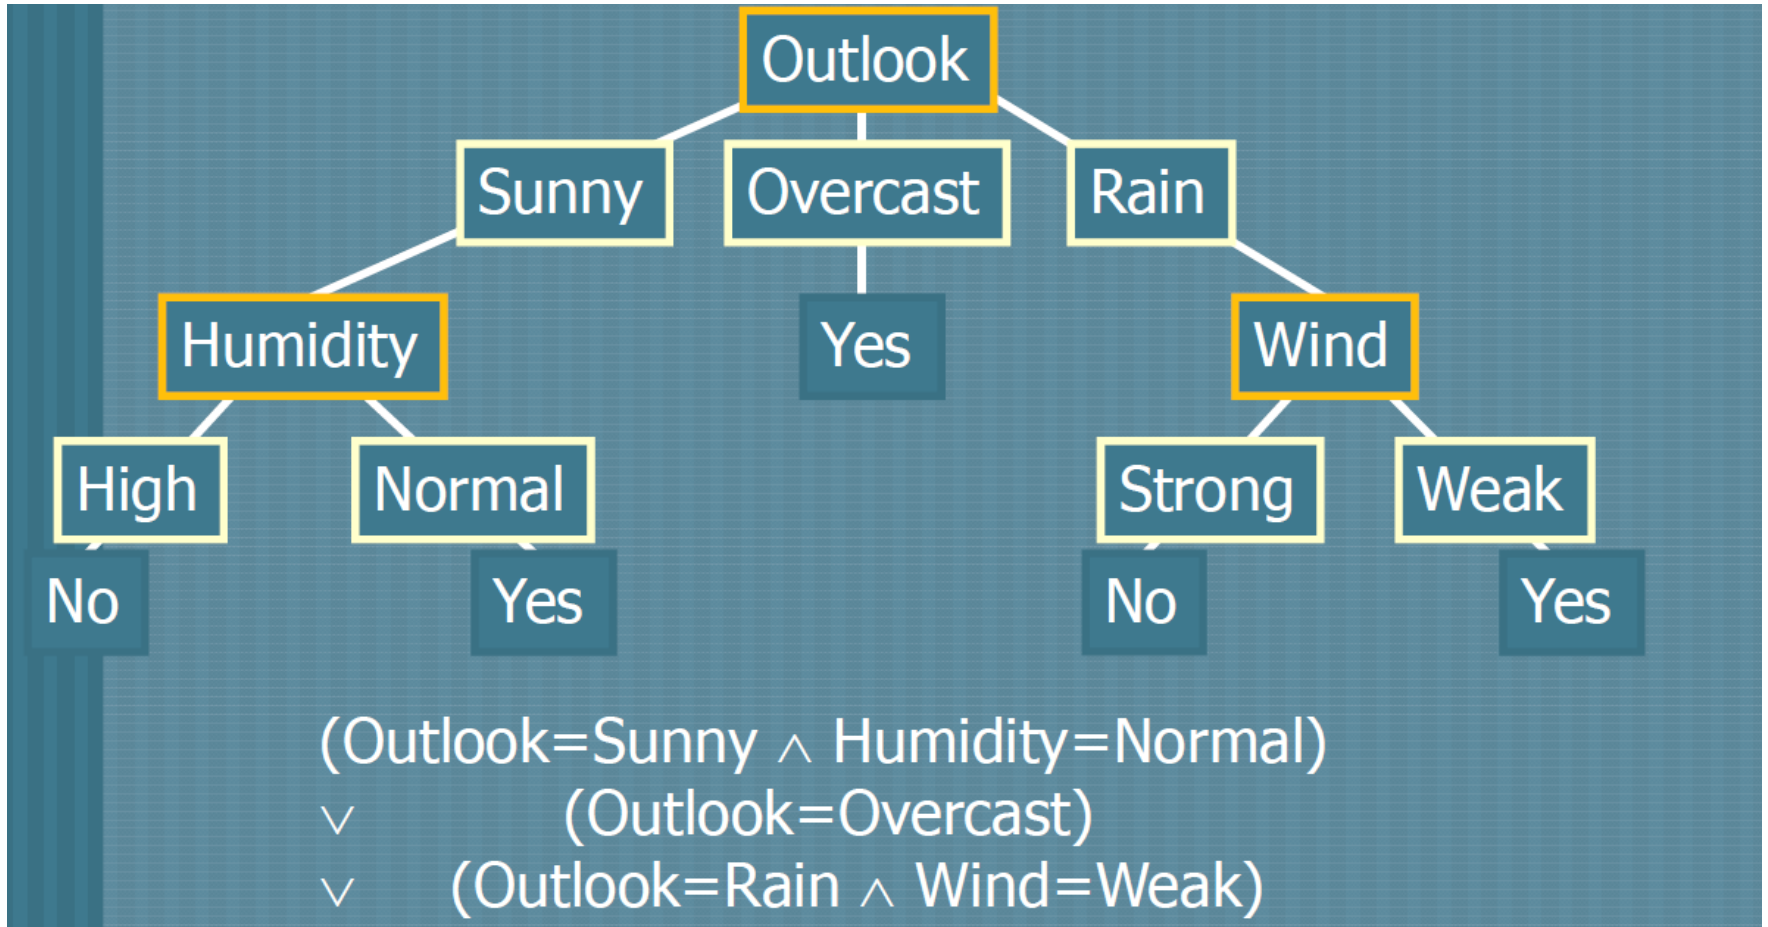 Outlook
Sunny Overcast Rain
Humidity Yes Wind
High Normal Strong Weak
No Yes No Yes
(Outlook=Sunny ∧ Humidity=Normal)
∨ (Outlook=Overcast)
∨ (Outlook=Rain ∧ Wind=Weak)